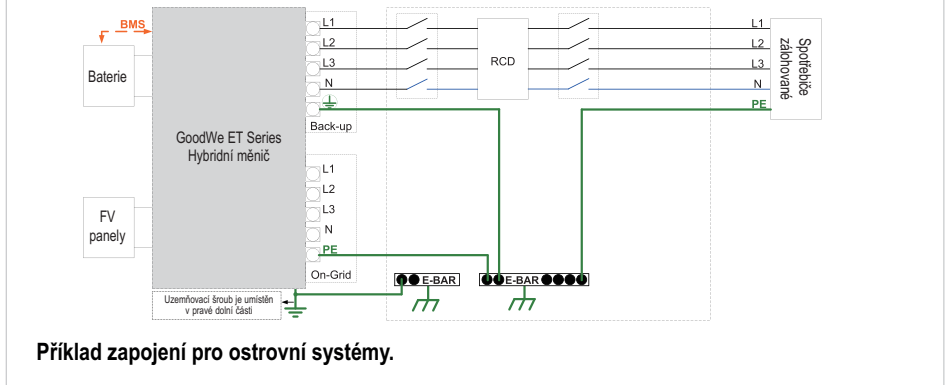 BMS
Baterie
FV
panely
GoodWe ET Series
Hybridní měnič
L1
L2
L3
N
Back-up
L1
L2
L3
N
PE
On-Grid
Uzemňovací šroub je umístěn
v pravé dolní části
RCD
E-BAR
E-BAR
L1
L2
L3
N
PE
Spotřebiče
zálohované
Příklad zapojení pro ostrovní systémy.